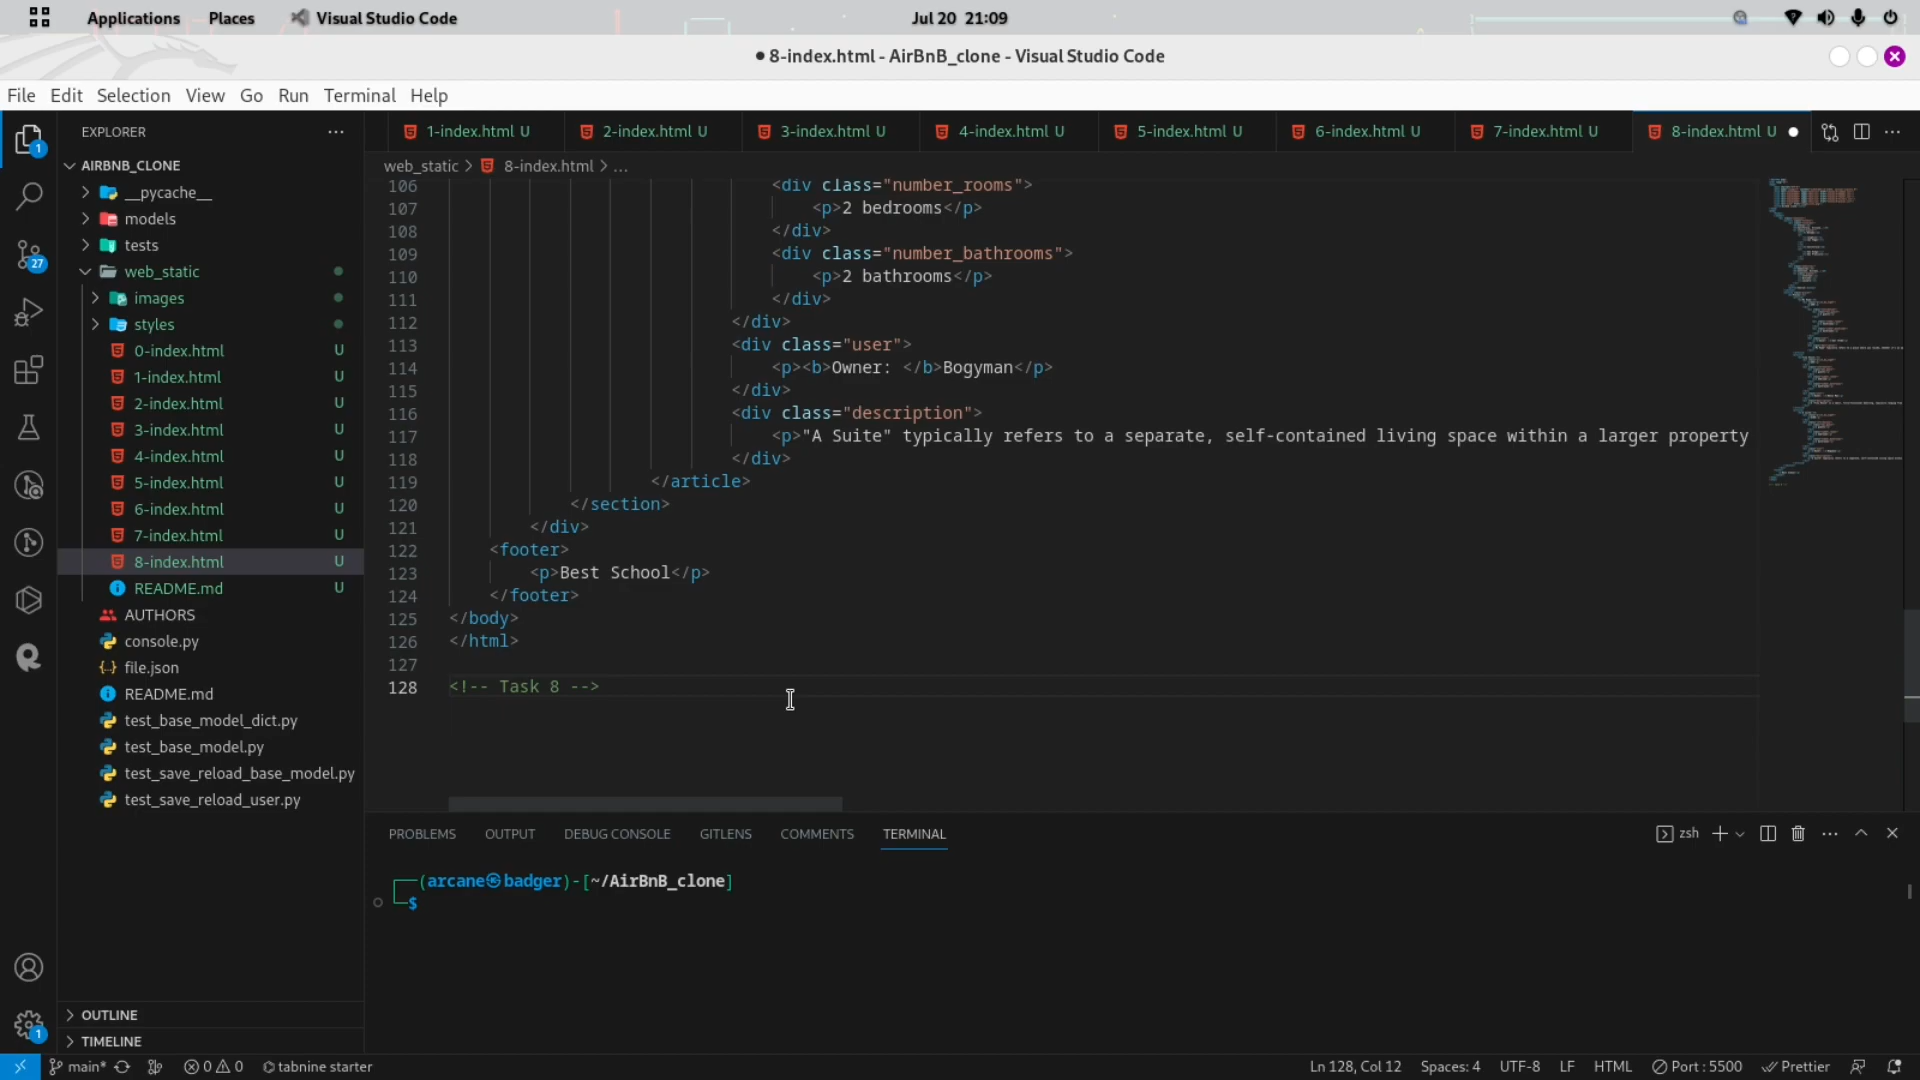 Applications Places Visual Studio Code Jul 20 21:09
8-index.html - AirBnB_clone - Visual Studio Code
File Edit Selection View Go Run Terminal Help
EXPLORER
AIRBNB_CLONE
__pycache__
models
tests
web_static
images
styles
0-index.html U
1-index.html U
2-index.html U
3-index.html U
4-index.html U
5-index.html U
6-index.html U
7-index.html U
8-index.html U
README.md U
AUTHORS
console.py
file.json
README.md
test_base_model_dict.py
test_base_model.py
test_save_reload_base_model.py
test_save_reload_user.py
OUTLINE
TIMELINE
1
27
1
1-index.html U 2-index.html U 3-index.html U 4-index.html U 5-index.html U 6-index.html U 7-index.html U 8-index.html U
web_static > 8-index.html > ...
106 <div class="number_rooms">
107 <p>2 bedrooms</p>
108 </div>
109 <div class="number_bathrooms">
110 <p>2 bathrooms</p>
111 </div>
112 </div>
113 <div class="user">
114 <p><b>Owner: </b>Bogyman</p>
115 </div>
116 <div class="description">
117 <p>"A Suite" typically refers to a separate, self-contained living space within a larger property
118 </div>
119 </article>
120 </section>
121 </div>
122 <footer>
123 <p>Best School</p>
124 </footer>
125 </body>
126 </html>
127
128 <!-- Task 8 -->
PROBLEMS OUTPUT DEBUG CONSOLE GITLENS COMMENTS TERMINAL zsh
(arcane㉿badger)-[~/AirBnB_clone]
$
main* 0 0 tabnine starter Ln 128, Col 12 Spaces: 4 UTF-8 LF HTML Port : 5500 Prettier